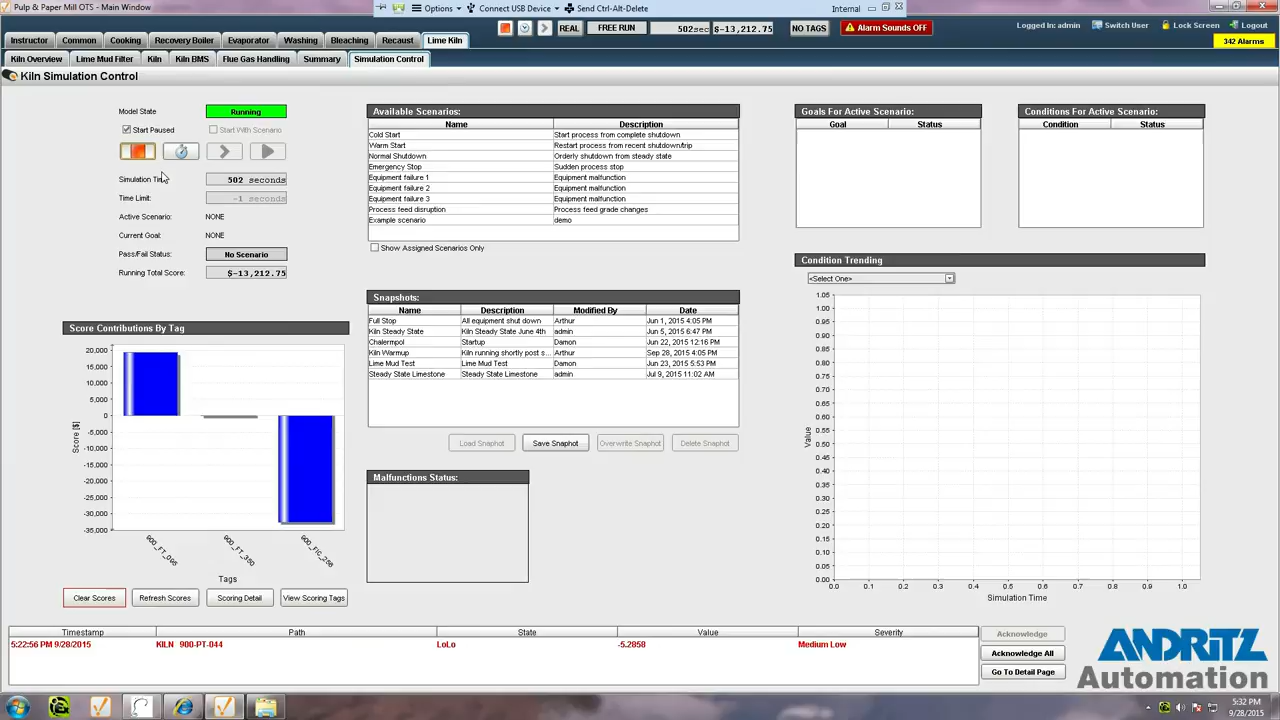 Pulp & Paper Mill OTS - Main Window
Options
Connect USB Device
Send Ctrl-Alt-Delete
Internal
REAL
FREE RUN
502sec
$-13,212.75
NO TAGS
Alarm Sounds OFF
Logged In: admin
Switch User
Lock Screen
Logout
342 Alarms
Instructor
Common
Cooking
Recovery Boiler
Evaporator
Washing
Bleaching
Recaust
Lime Kiln
Kiln Overview
Lime Mud Filter
Kiln
Kiln BMS
Flue Gas Handling
Summary
Simulation Control
Kiln Simulation Control
Model State
Running
Start Paused
Start With Scenario
Simulation Time:
502 seconds
Time Limit:
-1 seconds
Active Scenario:
NONE
Current Goal:
NONE
Pass/Fail Status:
No Scenario
Running Total Score:
$-13,212.75
Available Scenarios:
Name Description
Cold Start Start process from complete shutdown
Warm Start Restart process from recent shutdown/trip
Normal Shutdown Orderly shutdown from steady state
Emergency Stop Sudden process stop
Equipment failure 1 Equipment malfunction
Equipment failure 2 Equipment malfunction
Equipment failure 3 Equipment malfunction
Process feed disruption Process feed grade changes
Example scenario demo
Show Assigned Scenarios Only
Goals For Active Scenario:
Goal Status
Conditions For Active Scenario:
Condition Status
Snapshots:
Name Description Modified By Date
Full Stop All equipment shut down Arthur Jun 1, 2015 4:05 PM
Kiln Steady State Kiln Steady State June 4th admin Jun 5, 2015 6:47 PM
Chalermpol Startup Damon Jun 22, 2015 12:16 PM
Kiln Warmup Kiln running shortly post s... Arthur Sep 28, 2015 4:05 PM
Lime Mud Test Lime Mud Test Damon Jun 23, 2015 5:53 PM
Steady State Limestone Steady State Limestone admin Jul 9, 2015 11:02 AM
Load Snaphot
Save Snaphot
Overwrite Snaphot
Delete Snaphot
Malfunctions Status:
Condition Trending
<Select One>
Value
1.05
1.00
0.95
0.90
0.85
0.80
0.75
0.70
0.65
0.60
0.55
0.50
0.45
0.40
0.35
0.30
0.25
0.20
0.15
0.10
0.05
0.00
0.0 0.1 0.2 0.3 0.4 0.5 0.6 0.7 0.8 0.9 1.0
Simulation Time
Score Contributions By Tag
Score [$]
20,000
15,000
10,000
5,000
0
-5,000
-10,000
-15,000
-20,000
-25,000
-30,000
-35,000
Tags
Clear Scores
Refresh Scores
Scoring Detail
View Scoring Tags
Timestamp Path State Value Severity
5:22:56 PM 9/28/2015 KILN 900-PT-044 LoLo -5.2858 Medium Low
Acknowledge
Acknowledge All
Go To Detail Page
ANDRITZ
Automation
5:32 PM
9/28/2015